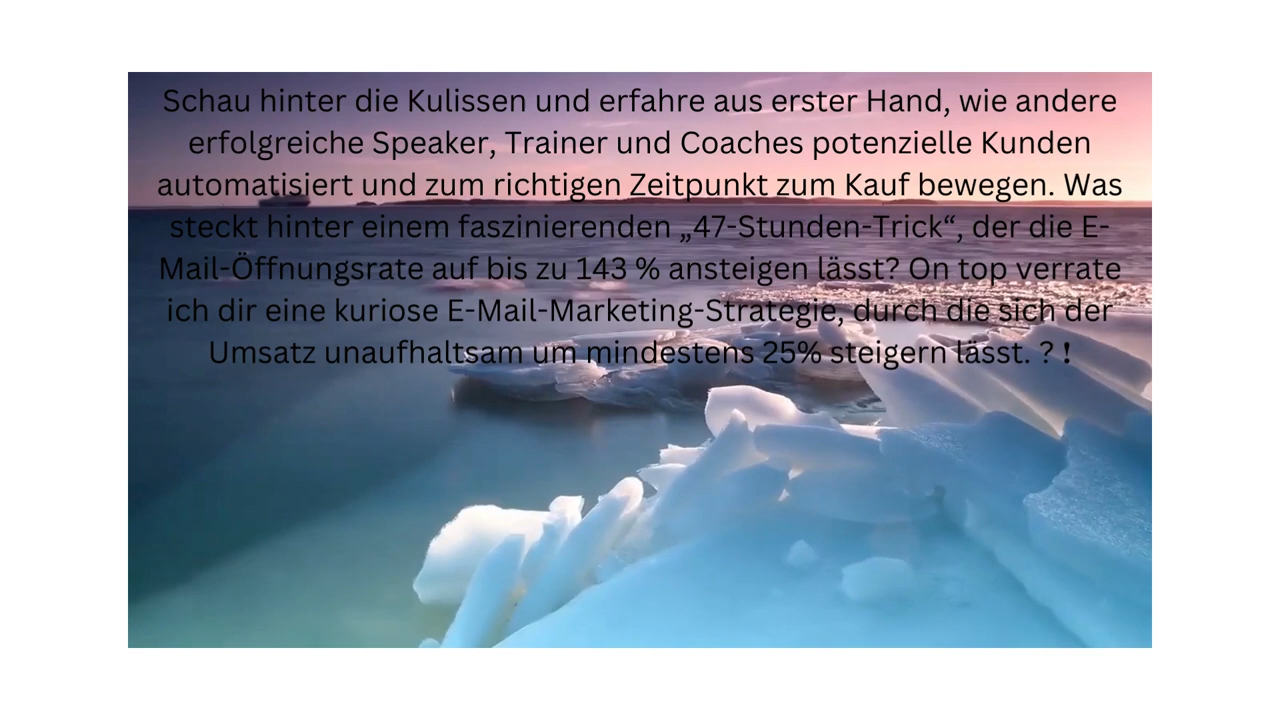 Schau hinter die Kulissen und erfahre aus erster Hand, wie andere
erfolgreiche Speaker, Trainer und Coaches potenzielle Kunden
automatisiert und zum richtigen Zeitpunkt zum Kauf bewegen. Was
steckt hinter einem faszinierenden „47-Stunden-Trick“, der die E-
Mail-Öffnungsrate auf bis zu 143 % ansteigen lässt? On top verrate
ich dir eine kuriose E-Mail-Marketing-Strategie, durch die sich der
Umsatz unaufhaltsam um mindestens 25% steigern lässt. ? !